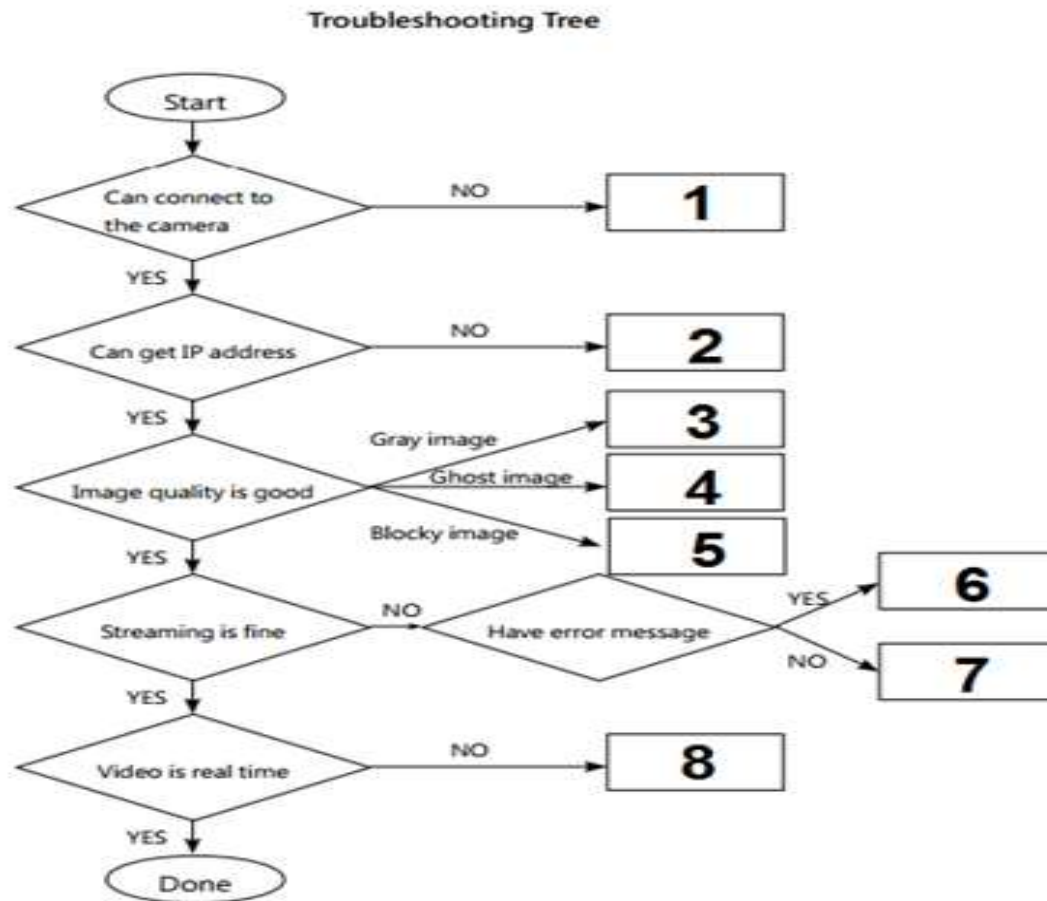 Troubleshooting Tree
Start
Can connect to
the camera
NO
1
YES
Can get IP address
NO
2
YES
Image quality is good
Gray image
3
Ghost image
4
Blocky image
5
YES
Streaming is fine
NO
Have error message
YES
6
NO
7
YES
Video is real time
NO
8
YES
Done